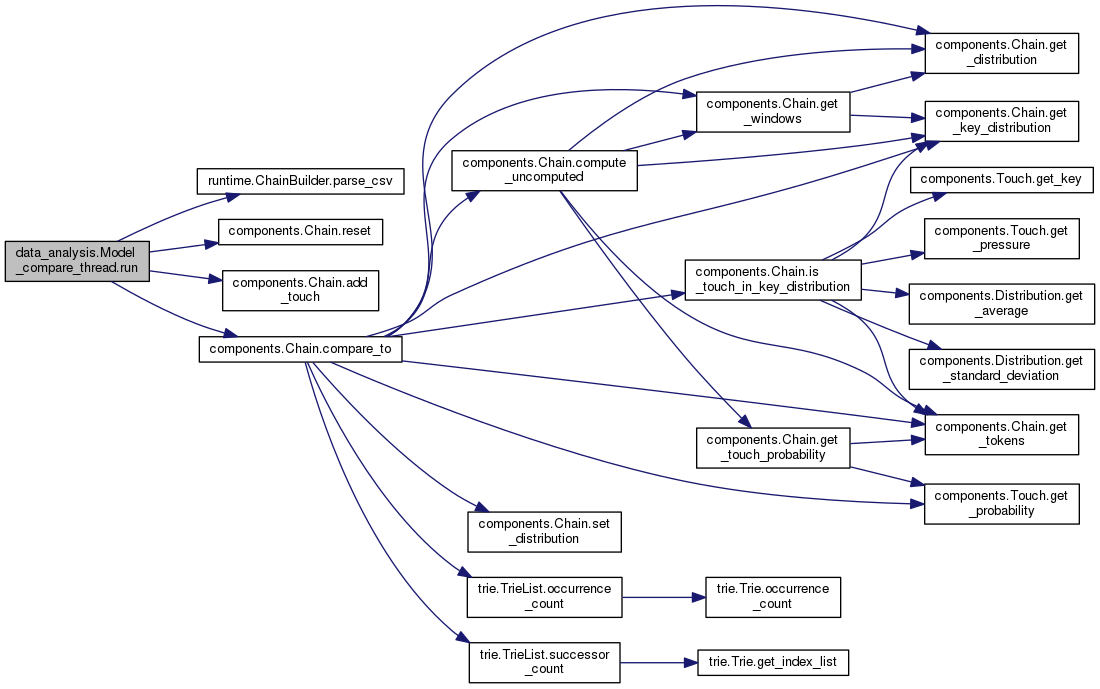 data_analysis.Model
_compare_thread.run
runtime.ChainBuilder.parse_csv
components.Chain.reset
components.Chain.add
_touch
components.Chain.compare_to
components.Chain.compute
_uncomputed
components.Chain.set
_distribution
trie.TrieList.occurrence
_count
trie.TrieList.successor
_count
components.Chain.get
_windows
components.Chain.is
_touch_in_key_distribution
components.Chain.get
_touch_probability
trie.Trie.occurrence
_count
trie.Trie.get_index_list
components.Chain.get
_distribution
components.Chain.get
_key_distribution
components.Touch.get_key
components.Touch.get
_pressure
components.Distribution.get
_average
components.Distribution.get
_standard_deviation
components.Chain.get
_tokens
components.Touch.get
_probability